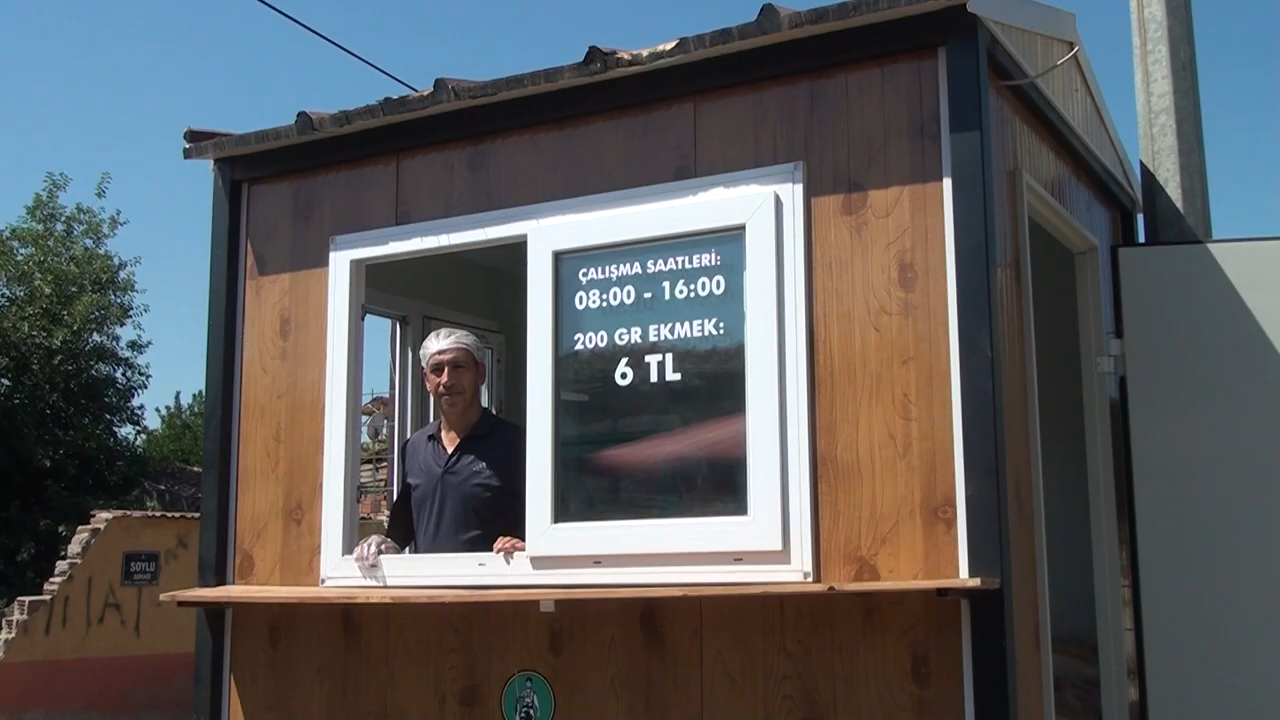 ÇALIŞMA SAATLERİ:
08:00 - 16:00
200 GR EKMEK:
6 TL
SOYLU